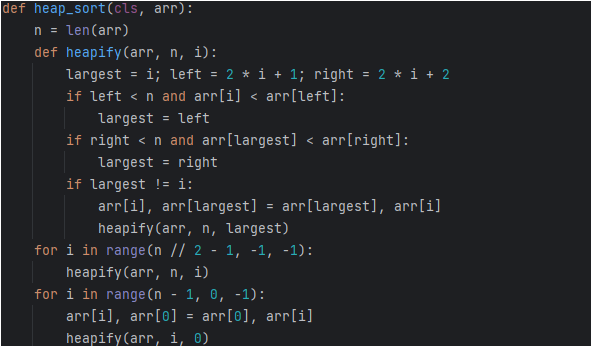 def heap_sort(cls, arr):
    n = len(arr)
    def heapify(arr, n, i):
        largest = i; left = 2 * i + 1; right = 2 * i + 2
        if left < n and arr[i] < arr[left]:
            largest = left
        if right < n and arr[largest] < arr[right]:
            largest = right
        if largest != i:
            arr[i], arr[largest] = arr[largest], arr[i]
            heapify(arr, n, largest)
    for i in range(n // 2 - 1, -1, -1):
        heapify(arr, n, i)
    for i in range(n - 1, 0, -1):
        arr[i], arr[0] = arr[0], arr[i]
        heapify(arr, i, 0)